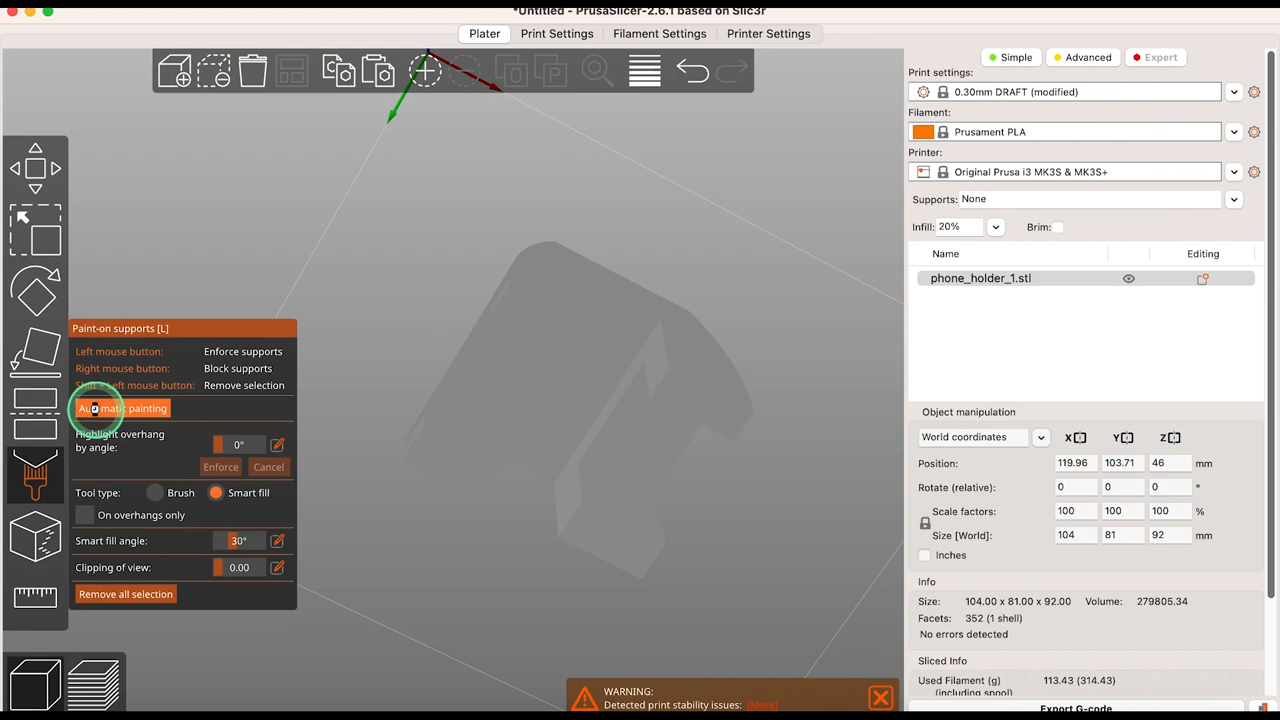 *Untitled - PrusaSlicer-2.6.1 based on Slic3r
Plater
Print Settings
Filament Settings
Printer Settings
Simple
Advanced
Expert
Print settings:
0.30mm DRAFT (modified)
Filament:
Prusament PLA
Printer:
Original Prusa i3 MK3S & MK3S+
Supports:
None
Infill:
20%
Brim:
Name
Editing
phone_holder_1.stl
Paint-on supports [L]
Left mouse button:
Enforce supports
Right mouse button:
Block supports
Shift + Left mouse button:
Remove selection
Automatic painting
Highlight overhang
by angle:
0°
Enforce
Cancel
Tool type:
Brush
Smart fill
On overhangs only
Smart fill angle:
30°
Clipping of view:
0.00
Remove all selection
Object manipulation
World coordinates
X
Y
Z
Position:
119.96
103.71
46
mm
Rotate (relative):
0
0
0
°
Scale factors:
100
100
100
%
Size [World]:
104
81
92
mm
Inches
Info
Size:
104.00 x 81.00 x 92.00
Volume:
279805.34
Facets:
352 (1 shell)
No errors detected
Sliced Info
Used Filament (g)
113.43 (314.43)
(including spool)
Export G-code
WARNING:
Detected print stability issues:
[More]